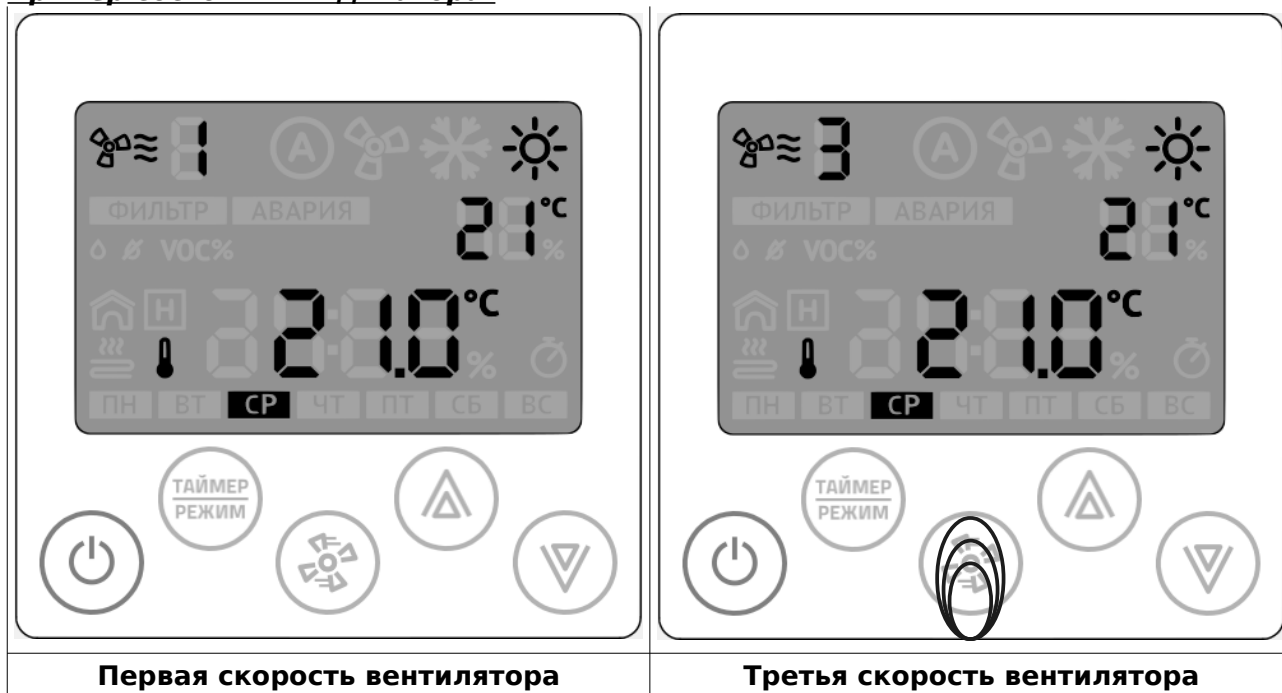 1
A
ФИЛЬТР АВАРИЯ
21°C
%
VOC%
H
21.0°C
%
ПН ВТ СР ЧТ ПТ СБ ВС
ТАЙМЕР
РЕЖИМ
Первая скорость вентилятора
3
A
ФИЛЬТР АВАРИЯ
21°C
%
VOC%
H
21.0°C
%
ПН ВТ СР ЧТ ПТ СБ ВС
ТАЙМЕР
РЕЖИМ
Третья скорость вентилятора